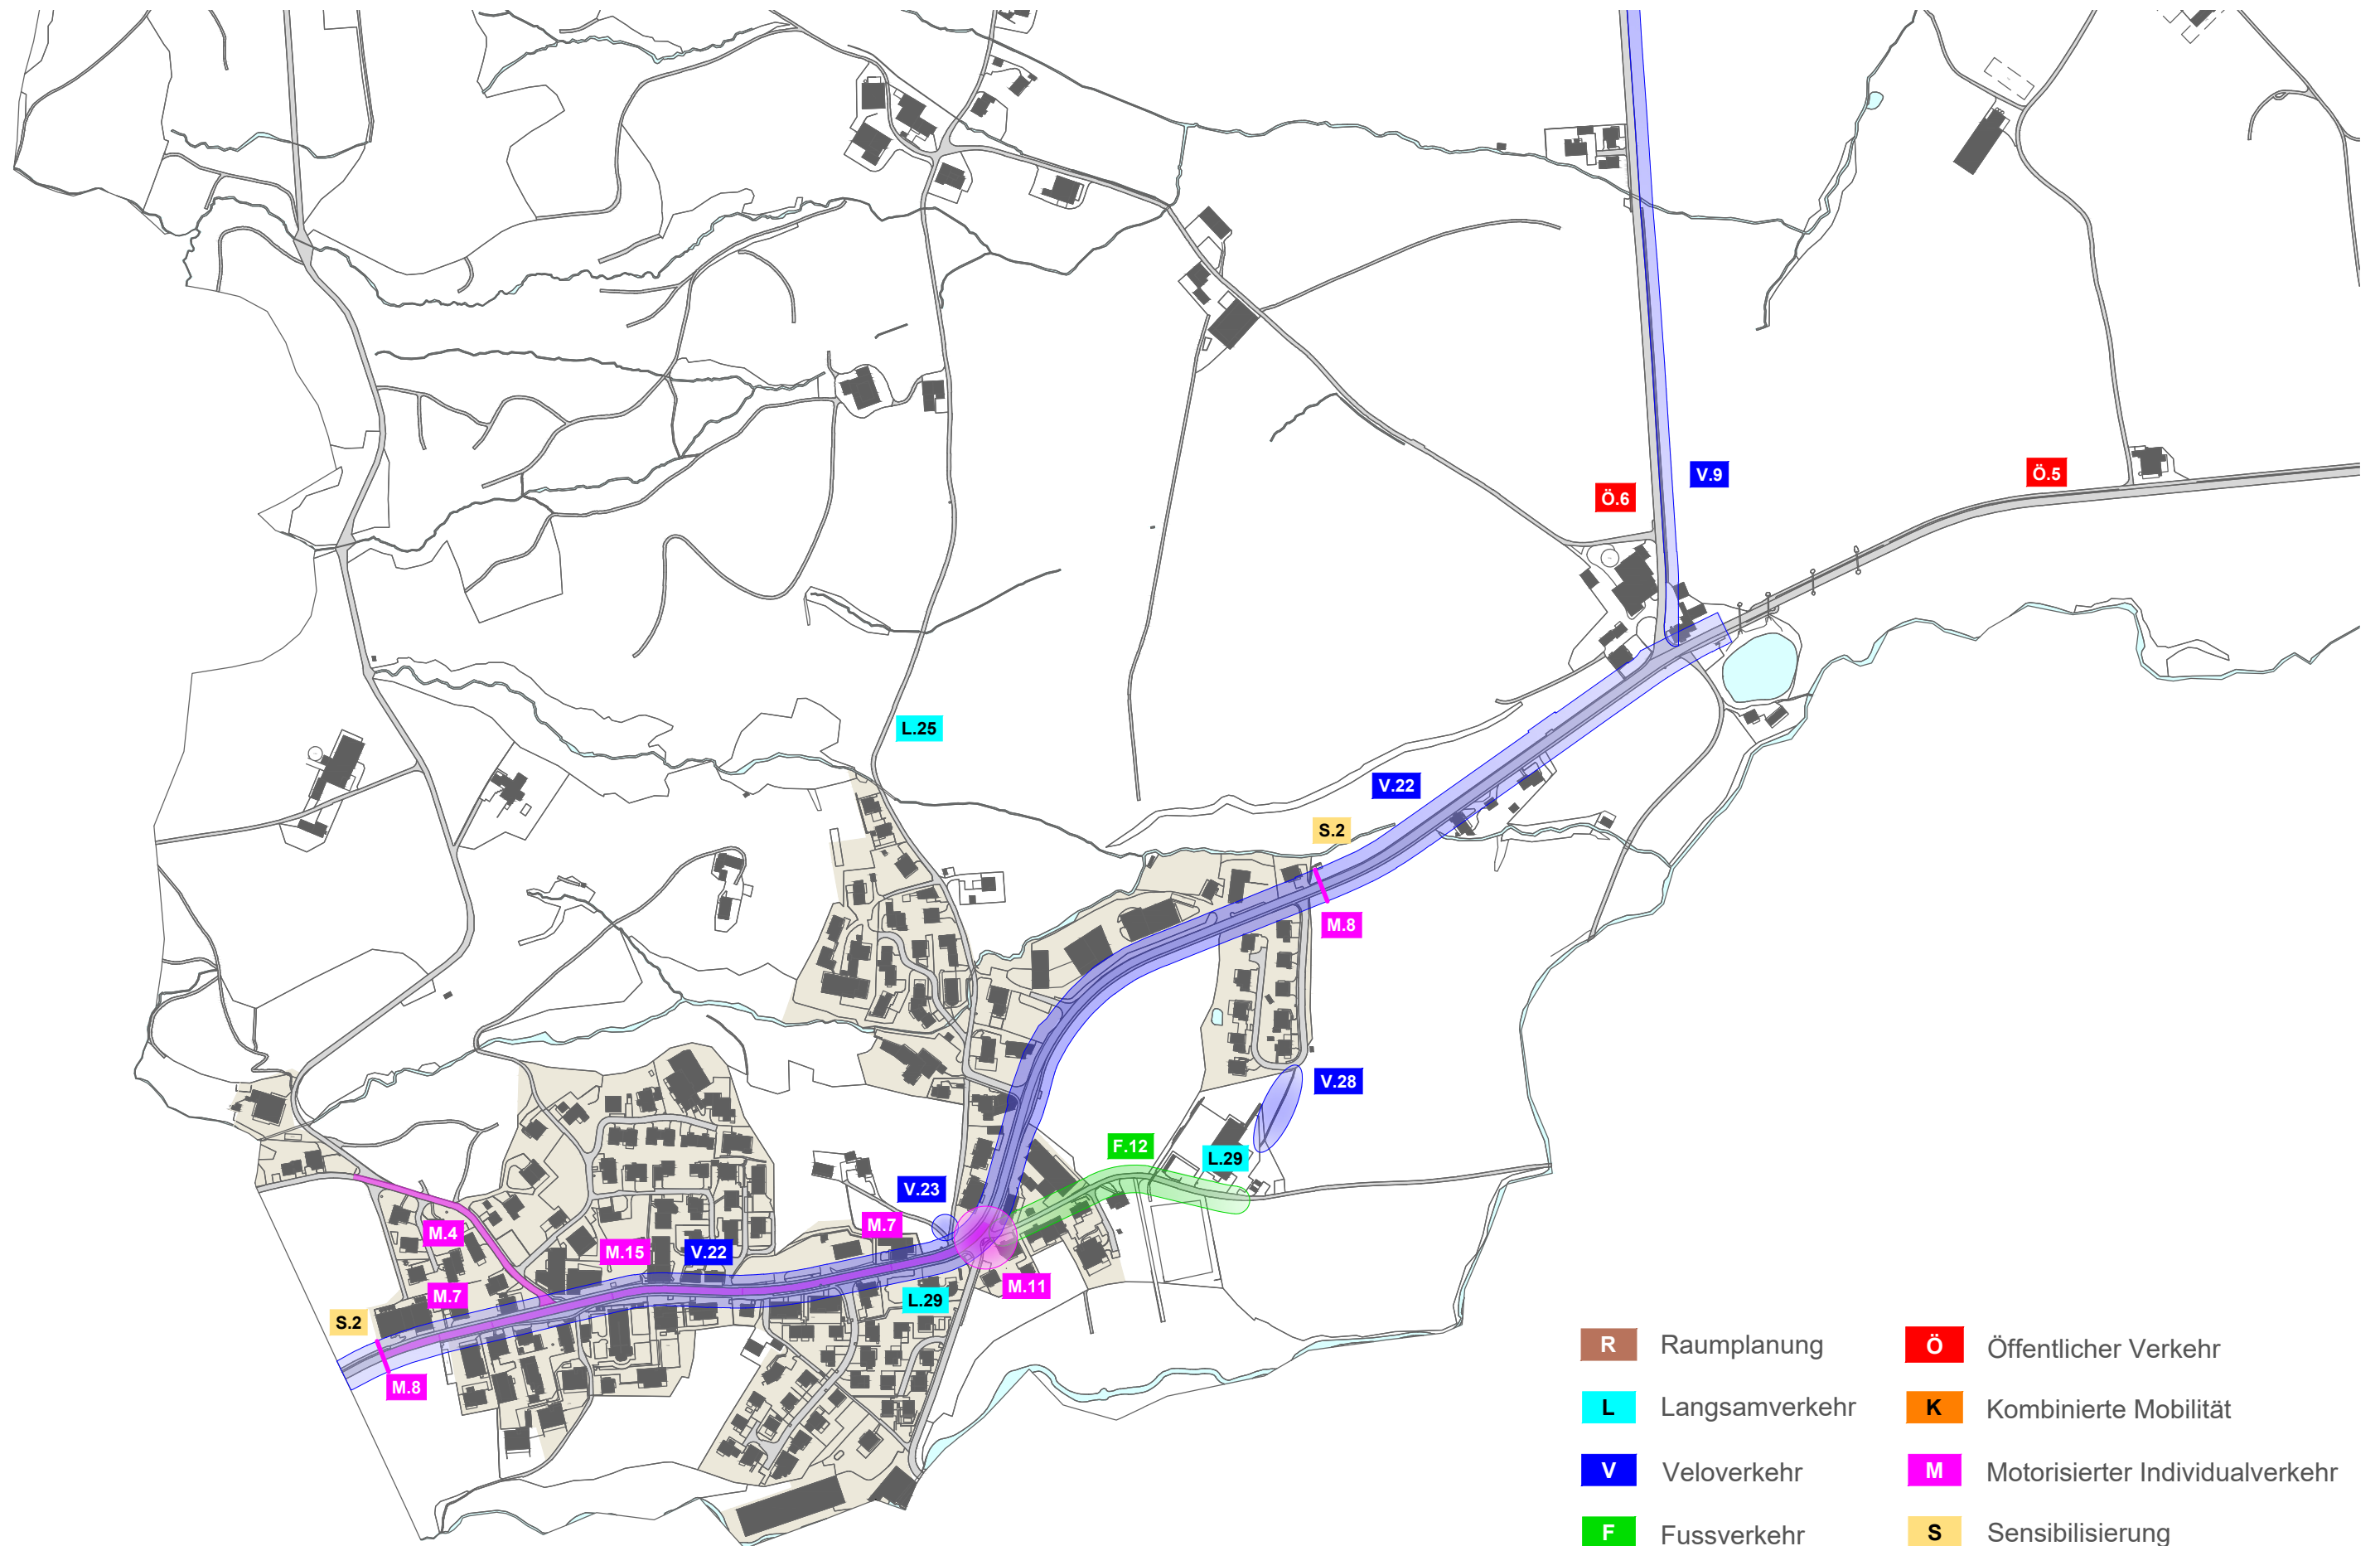 Ö.5
V.9
Ö.6
L.25
V.22
S.2
M.8
V.28
F.12
L.29
V.23
M.7
M.4
M.15
V.22
M.11
M.7
L.29
S.2
M.8
R Raumplanung
Ö Öffentlicher Verkehr
L Langsamverkehr
K Kombinierte Mobilität
V Veloverkehr
M Motorisierter Individualverkehr
F Fussverkehr
S Sensibilisierung